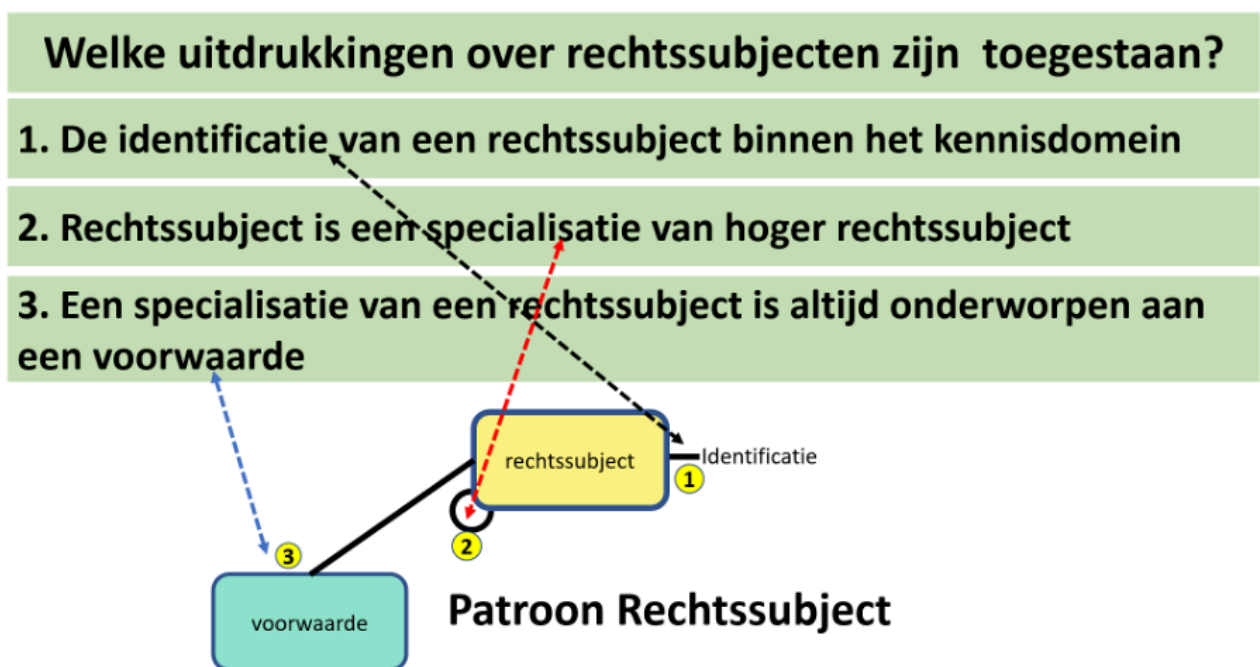 Welke uitdrukkingen over rechtssubjecten zijn toegestaan?
1. De identificatie van een rechtssubject binnen het kennisdomein
2. Rechtssubject is een specialisatie van hoger rechtssubject
3. Een specialisatie van een rechtssubject is altijd onderworpen aan
een voorwaarde
rechtssubject
Identificatie
1
2
3
voorwaarde
Patroon Rechtssubject